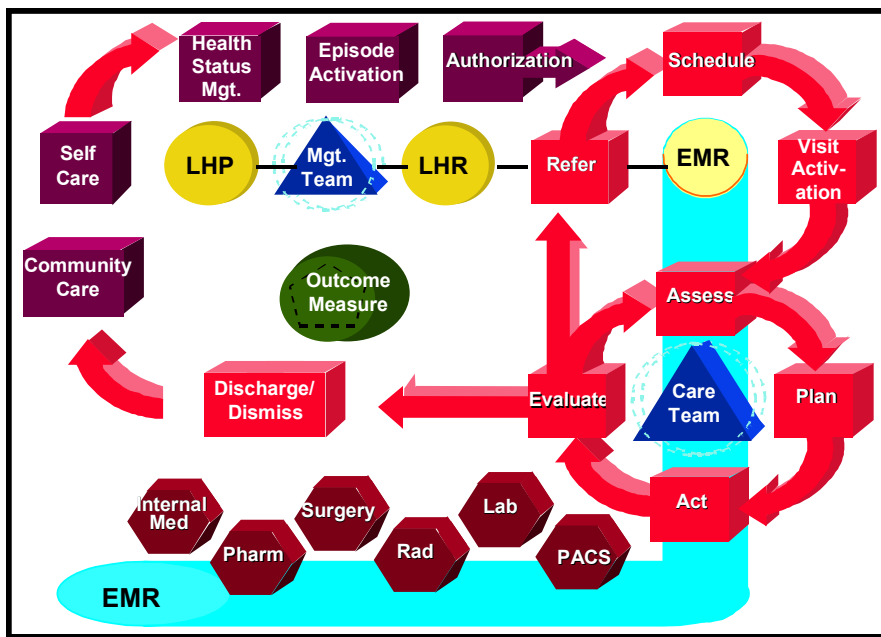 Health
Status
Mgt.
Episode
Activation
Authorization
Schedule
Self
Care
LHP
Mgt.
Team
LHR
Refer
EMR
Visit
Activ-
ation
Community
Care
Outcome
Measure
Assess
Discharge/
Dismiss
Evaluate
Care
Team
Plan
Act
Internal
Med
Surgery
Lab
Pharm
Rad
PACS
EMR